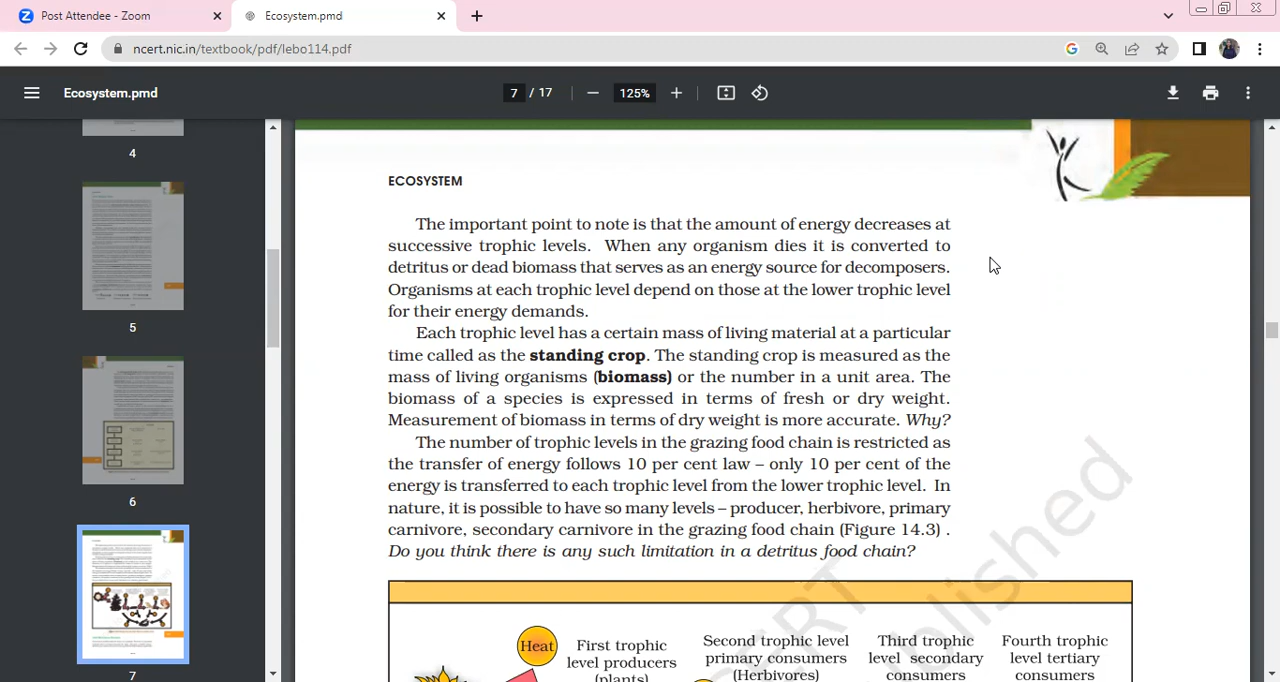 Post Attendee - Zoom
Ecosystem.pmd
ncert.nic.in/textbook/pdf/lebo114.pdf
Ecosystem.pmd
7 / 17
125%
4
5
6
7
ECOSYSTEM
The important point to note is that the amount of energy decreases at
successive trophic levels. When any organism dies it is converted to
detritus or dead biomass that serves as an energy source for decomposers.
Organisms at each trophic level depend on those at the lower trophic level
for their energy demands.
Each trophic level has a certain mass of living material at a particular
time called as the standing crop. The standing crop is measured as the
mass of living organisms (biomass) or the number in a unit area. The
biomass of a species is expressed in terms of fresh or dry weight.
Measurement of biomass in terms of dry weight is more accurate. Why?
The number of trophic levels in the grazing food chain is restricted as
the transfer of energy follows 10 per cent law – only 10 per cent of the
energy is transferred to each trophic level from the lower trophic level. In
nature, it is possible to have so many levels – producer, herbivore, primary
carnivore, secondary carnivore in the grazing food chain (Figure 14.3) .
Do you think there is any such limitation in a detritus food chain?
Heat
First trophic
level producers
(plants)
Second trophic level
primary consumers
(Herbivores)
Third trophic
level secondary
consumers
Fourth trophic
level tertiary
consumers